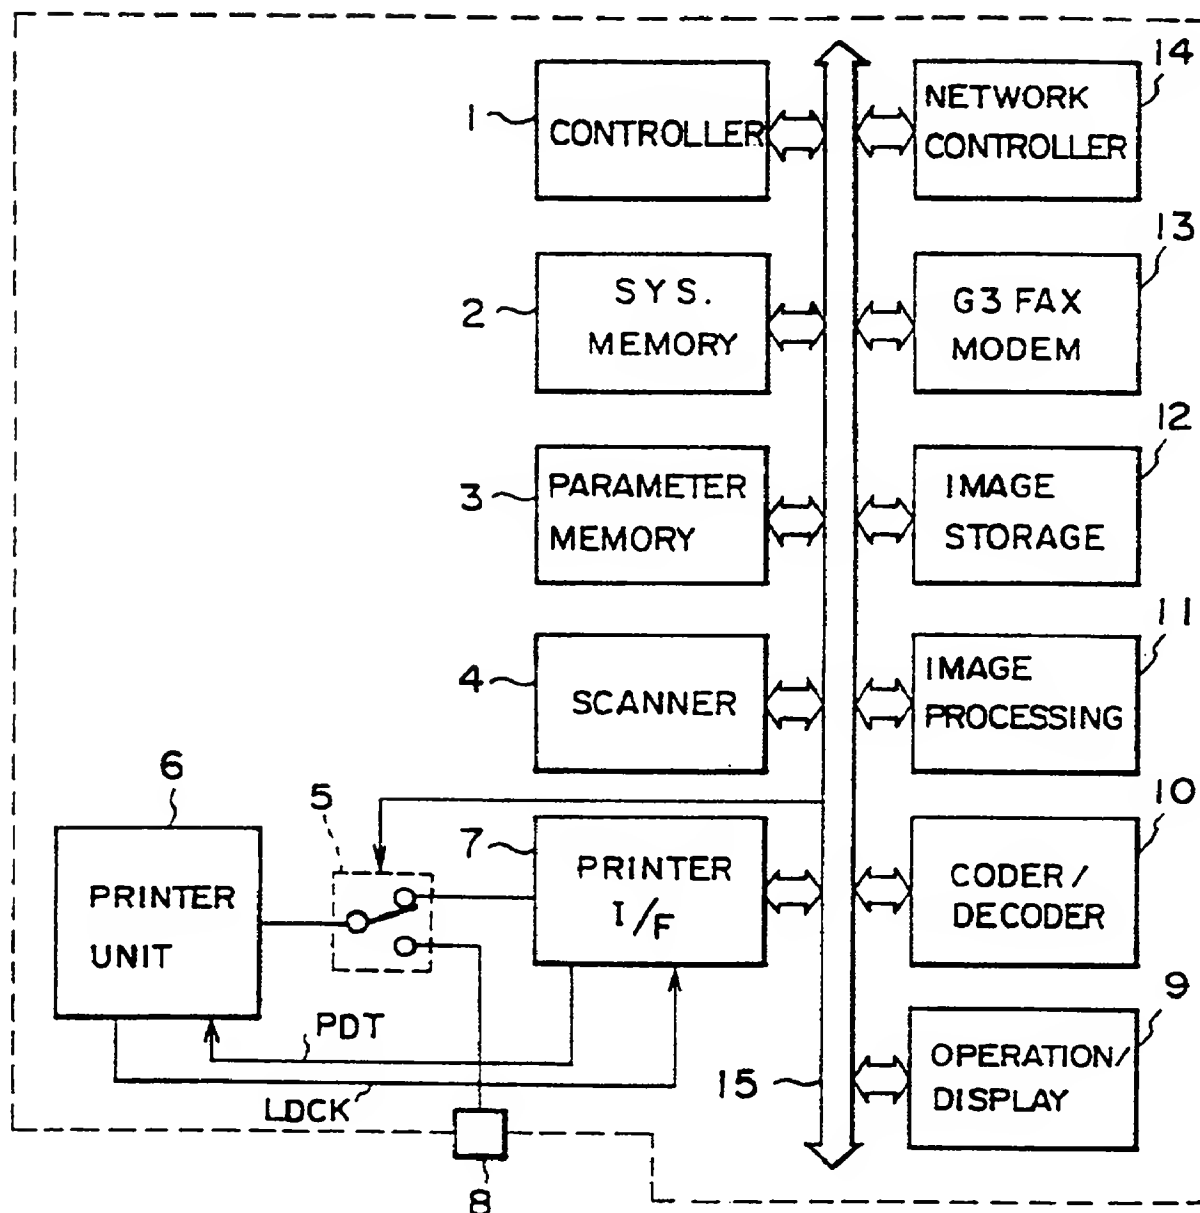 1
CONTROLLER
14
NETWORK
CONTROLLER
2
SYS.
MEMORY
13
G3 FAX
MODEM
3
PARAMETER
MEMORY
12
IMAGE
STORAGE
4
SCANNER
11
IMAGE
PROCESSING
6
PRINTER
UNIT
5
7
PRINTER
I/F
10
CODER/
DECODER
PDT
LDCK
8
15
9
OPERATION/
DISPLAY